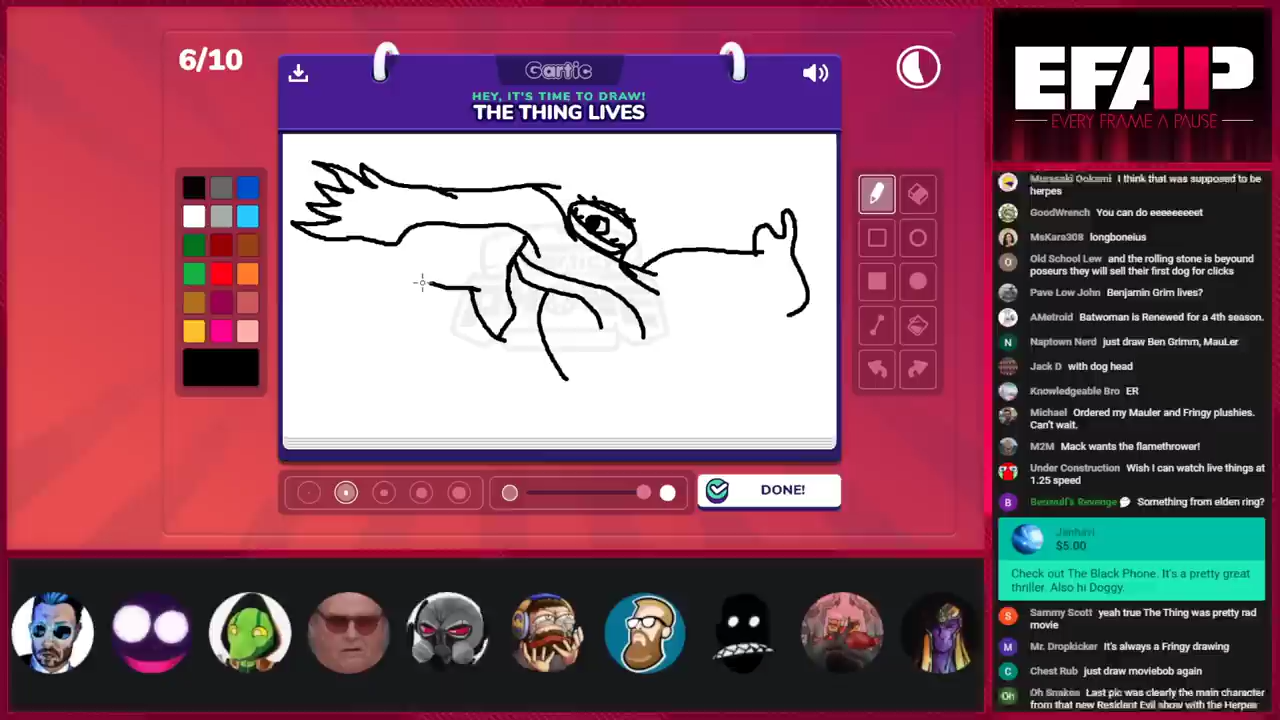 6/10
Gartic
HEY, IT'S TIME TO DRAW!
THE THING LIVES
DONE!
EFAP
EVERY FRAME A PAUSE
Murasaki Ookami I think that was supposed to be
herpes
GoodWrench You can do eeeeeeeet
MsKara308 longboneius
Old School Lew and the rolling stone is beyound
poseurs they will sell their first dog for clicks
Pave Low John Benjamin Grim lives?
AMetroid Batwoman is Renewed for a 4th season.
N
Naptown Nerd just draw Ben Grimm, MauLer
Jack D with dog head
Knowledgeable Bro ER
Michael Ordered my Mauler and Fringy plushies.
Can't wait.
M2M Mack wants the flamethrower!
Under Construction Wish I can watch live things at
1.25 speed
B
Beowulf's Revenge Something from elden ring?
$5.00
Check out The Black Phone. It's a pretty great
thriller. Also hi Doggy.
S
Sammy Scott yeah true The Thing was pretty rad
movie
M
Mr. Dropkicker It's always a Fringy drawing
C
Chest Rub just draw moviebob again
Oh
Oh Snakes Last pic was clearly the main character
from that new Resident Evil show with the Herpes